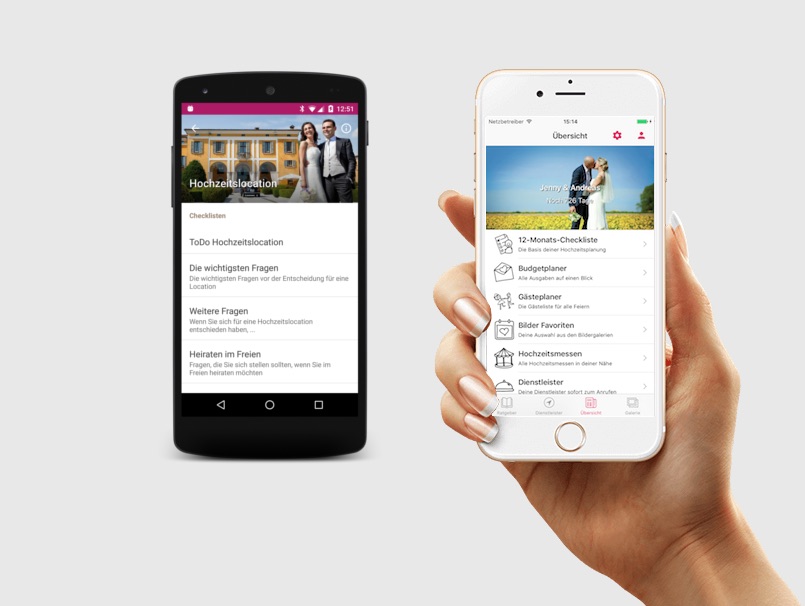 12:51
Hochzeitslocation
Checklisten
ToDo Hochzeitslocation
Die wichtigsten Fragen
Die wichtigsten Fragen vor der Entscheidung für eine
Location
Weitere Fragen
Wenn Sie sich für eine Hochzeitslocation
entschieden haben, ...
Heiraten im Freien
Fragen, die Sie sich stellen sollten, wenn Sie im
Freien heiraten möchten
Netzbetreiber 15:14
Übersicht
Jenny & Andreas
Noch 26 Tage
12-Monats-Checkliste
Die Basis deiner Hochzeitsplanung
Budgetplaner
Alle Ausgaben auf einen Blick
Gästeplaner
Die Gästeliste für alle Feiern
Bilder Favoriten
Deine Auswahl aus den Bildergalerien
Hochzeitsmessen
Alle Hochzeitsmessen in deiner Nähe
Dienstleister
Deine Dienstleister sofort zum Anrufen
Ratgeber Dienstleister Übersicht Galerie